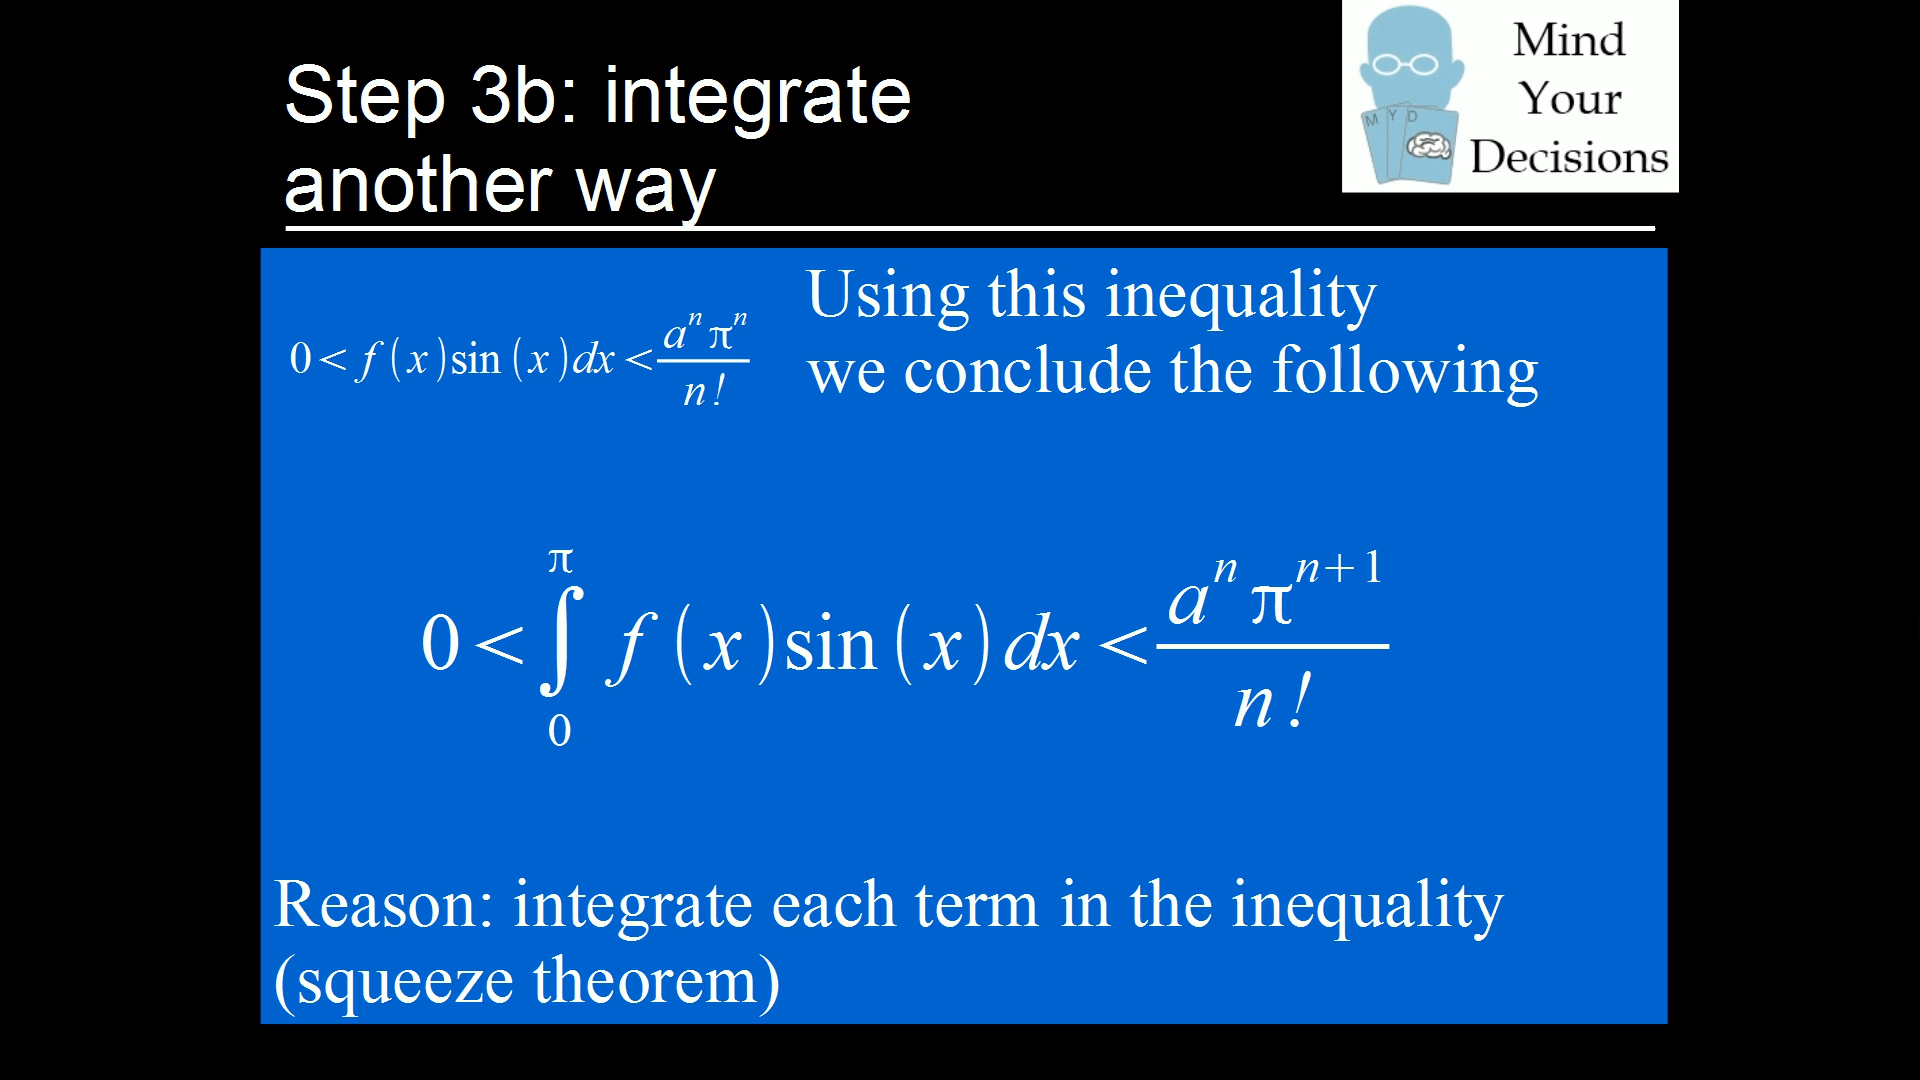 Step 3b: integrate
another way
Mind
Your
Decisions
M Y D
0 < f(x)sin(x)dx < a^n π^n / n!
Using this inequality
we conclude the following
0 < ∫_0^π f(x)sin(x)dx < a^n π^(n+1) / n!
Reason: integrate each term in the inequality
(squeeze theorem)